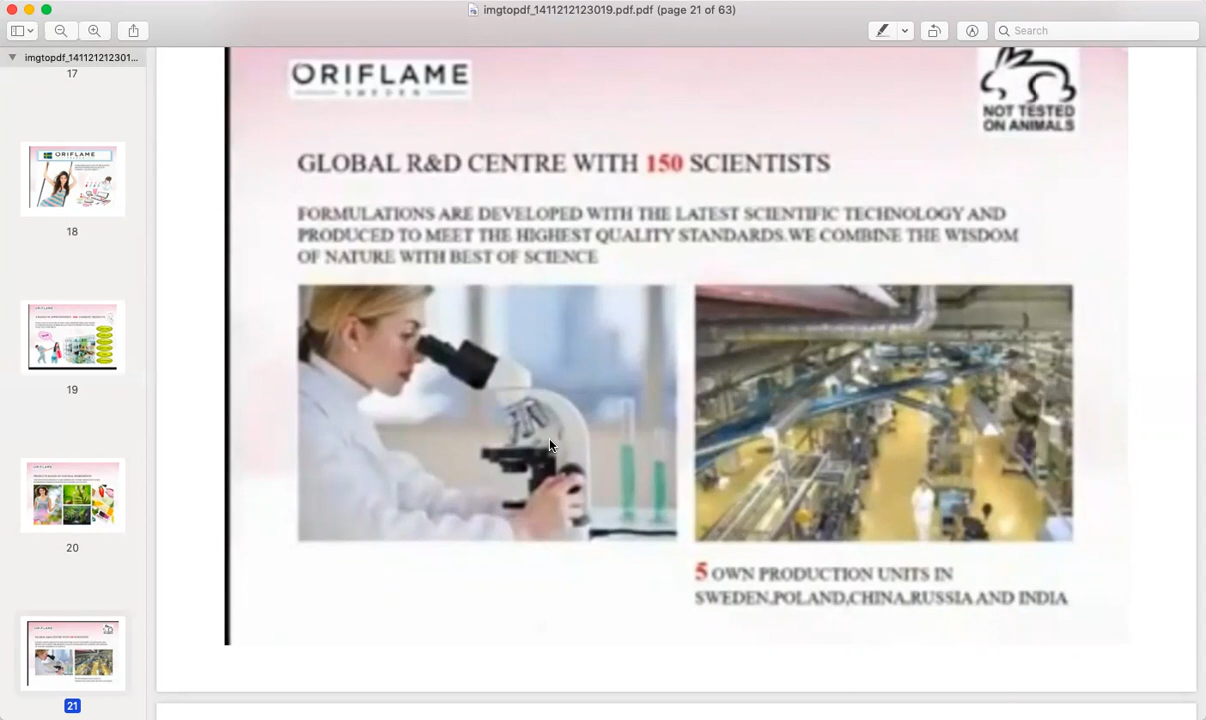 imgtopdf_1411212123019.pdf.pdf (page 21 of 63)
Search
imgtopdf_141121212301...
17
18
19
20
21
ORIFLAME
SWEDEN
NOT TESTED
ON ANIMALS
GLOBAL R&D CENTRE WITH 150 SCIENTISTS
FORMULATIONS ARE DEVELOPED WITH THE LATEST SCIENTIFIC TECHNOLOGY AND
PRODUCED TO MEET THE HIGHEST QUALITY STANDARDS.WE COMBINE THE WISDOM
OF NATURE WITH BEST OF SCIENCE
5 OWN PRODUCTION UNITS IN
SWEDEN,POLAND,CHINA,RUSSIA AND INDIA